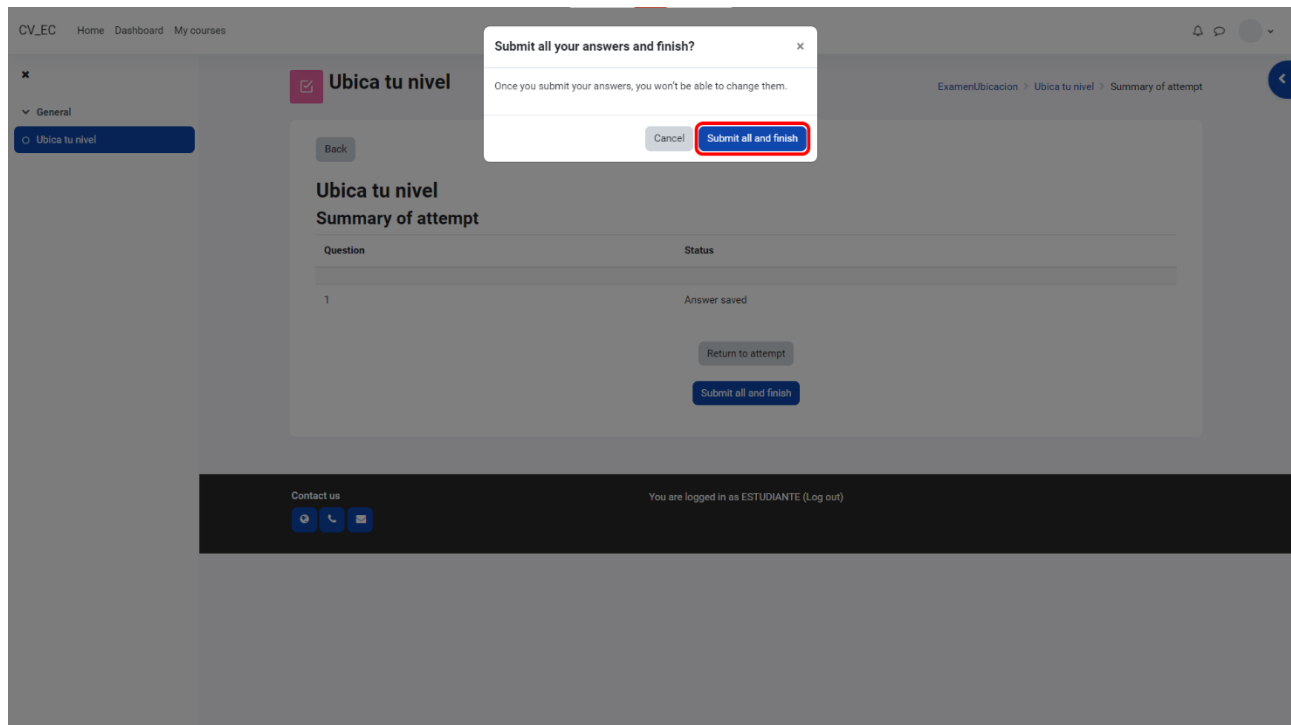 CV_EC Home Dashboard My courses
Submit all your answers and finish? ×
Once you submit your answers, you won't be able to change them.
Cancel Submit all and finish
General
Ubica tu nivel
Ubica tu nivel
ExamenUbicacion > Ubica tu nivel > Summary of attempt
Back
Ubica tu nivel
Summary of attempt
Question Status
1 Answer saved
Return to attempt
Submit all and finish
Contact us
You are logged in as ESTUDIANTE (Log out)